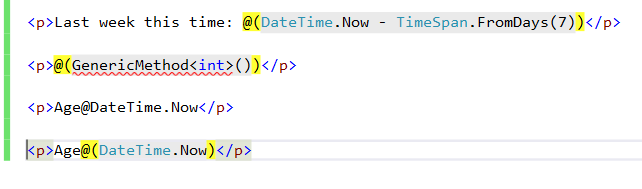 <p>Last week this time: @(DateTime.Now - TimeSpan.FromDays(7))</p>
<p>@(GenericMethod<int>())</p>
<p>Age@DateTime.Now</p>
<p>Age@(DateTime.Now)</p>